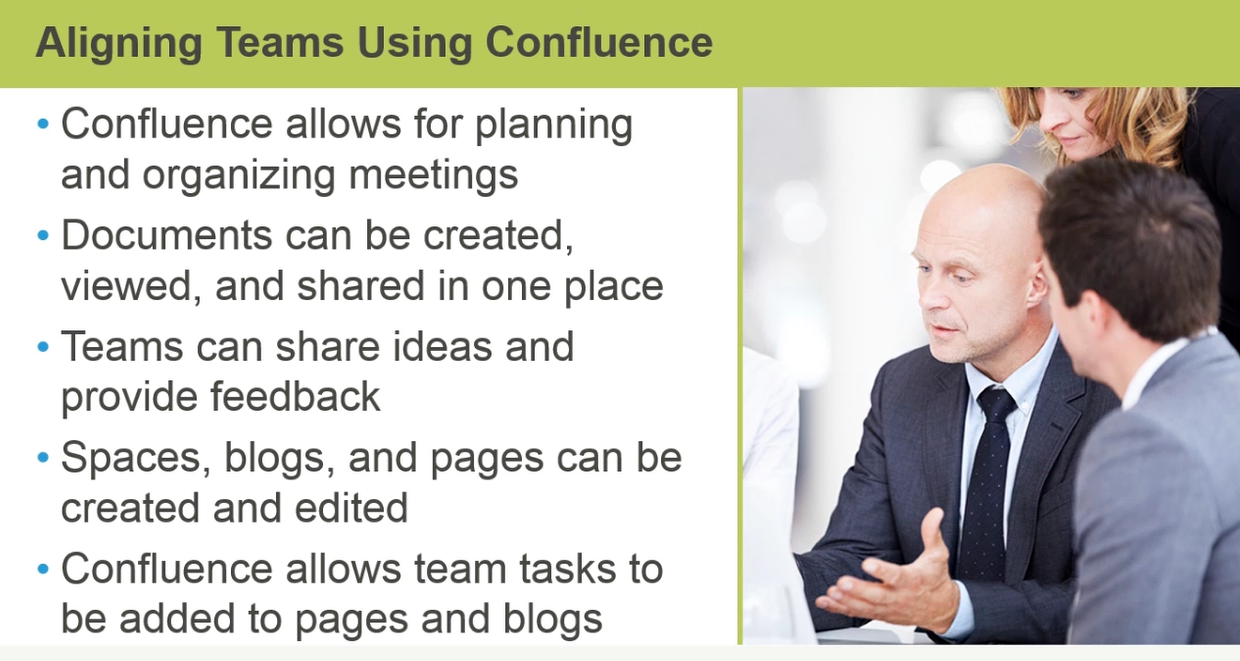 Aligning Teams Using Confluence
• Confluence allows for planning
and organizing meetings
• Documents can be created,
viewed, and shared in one place
• Teams can share ideas and
provide feedback
• Spaces, blogs, and pages can be
created and edited
• Confluence allows team tasks to
be added to pages and blogs